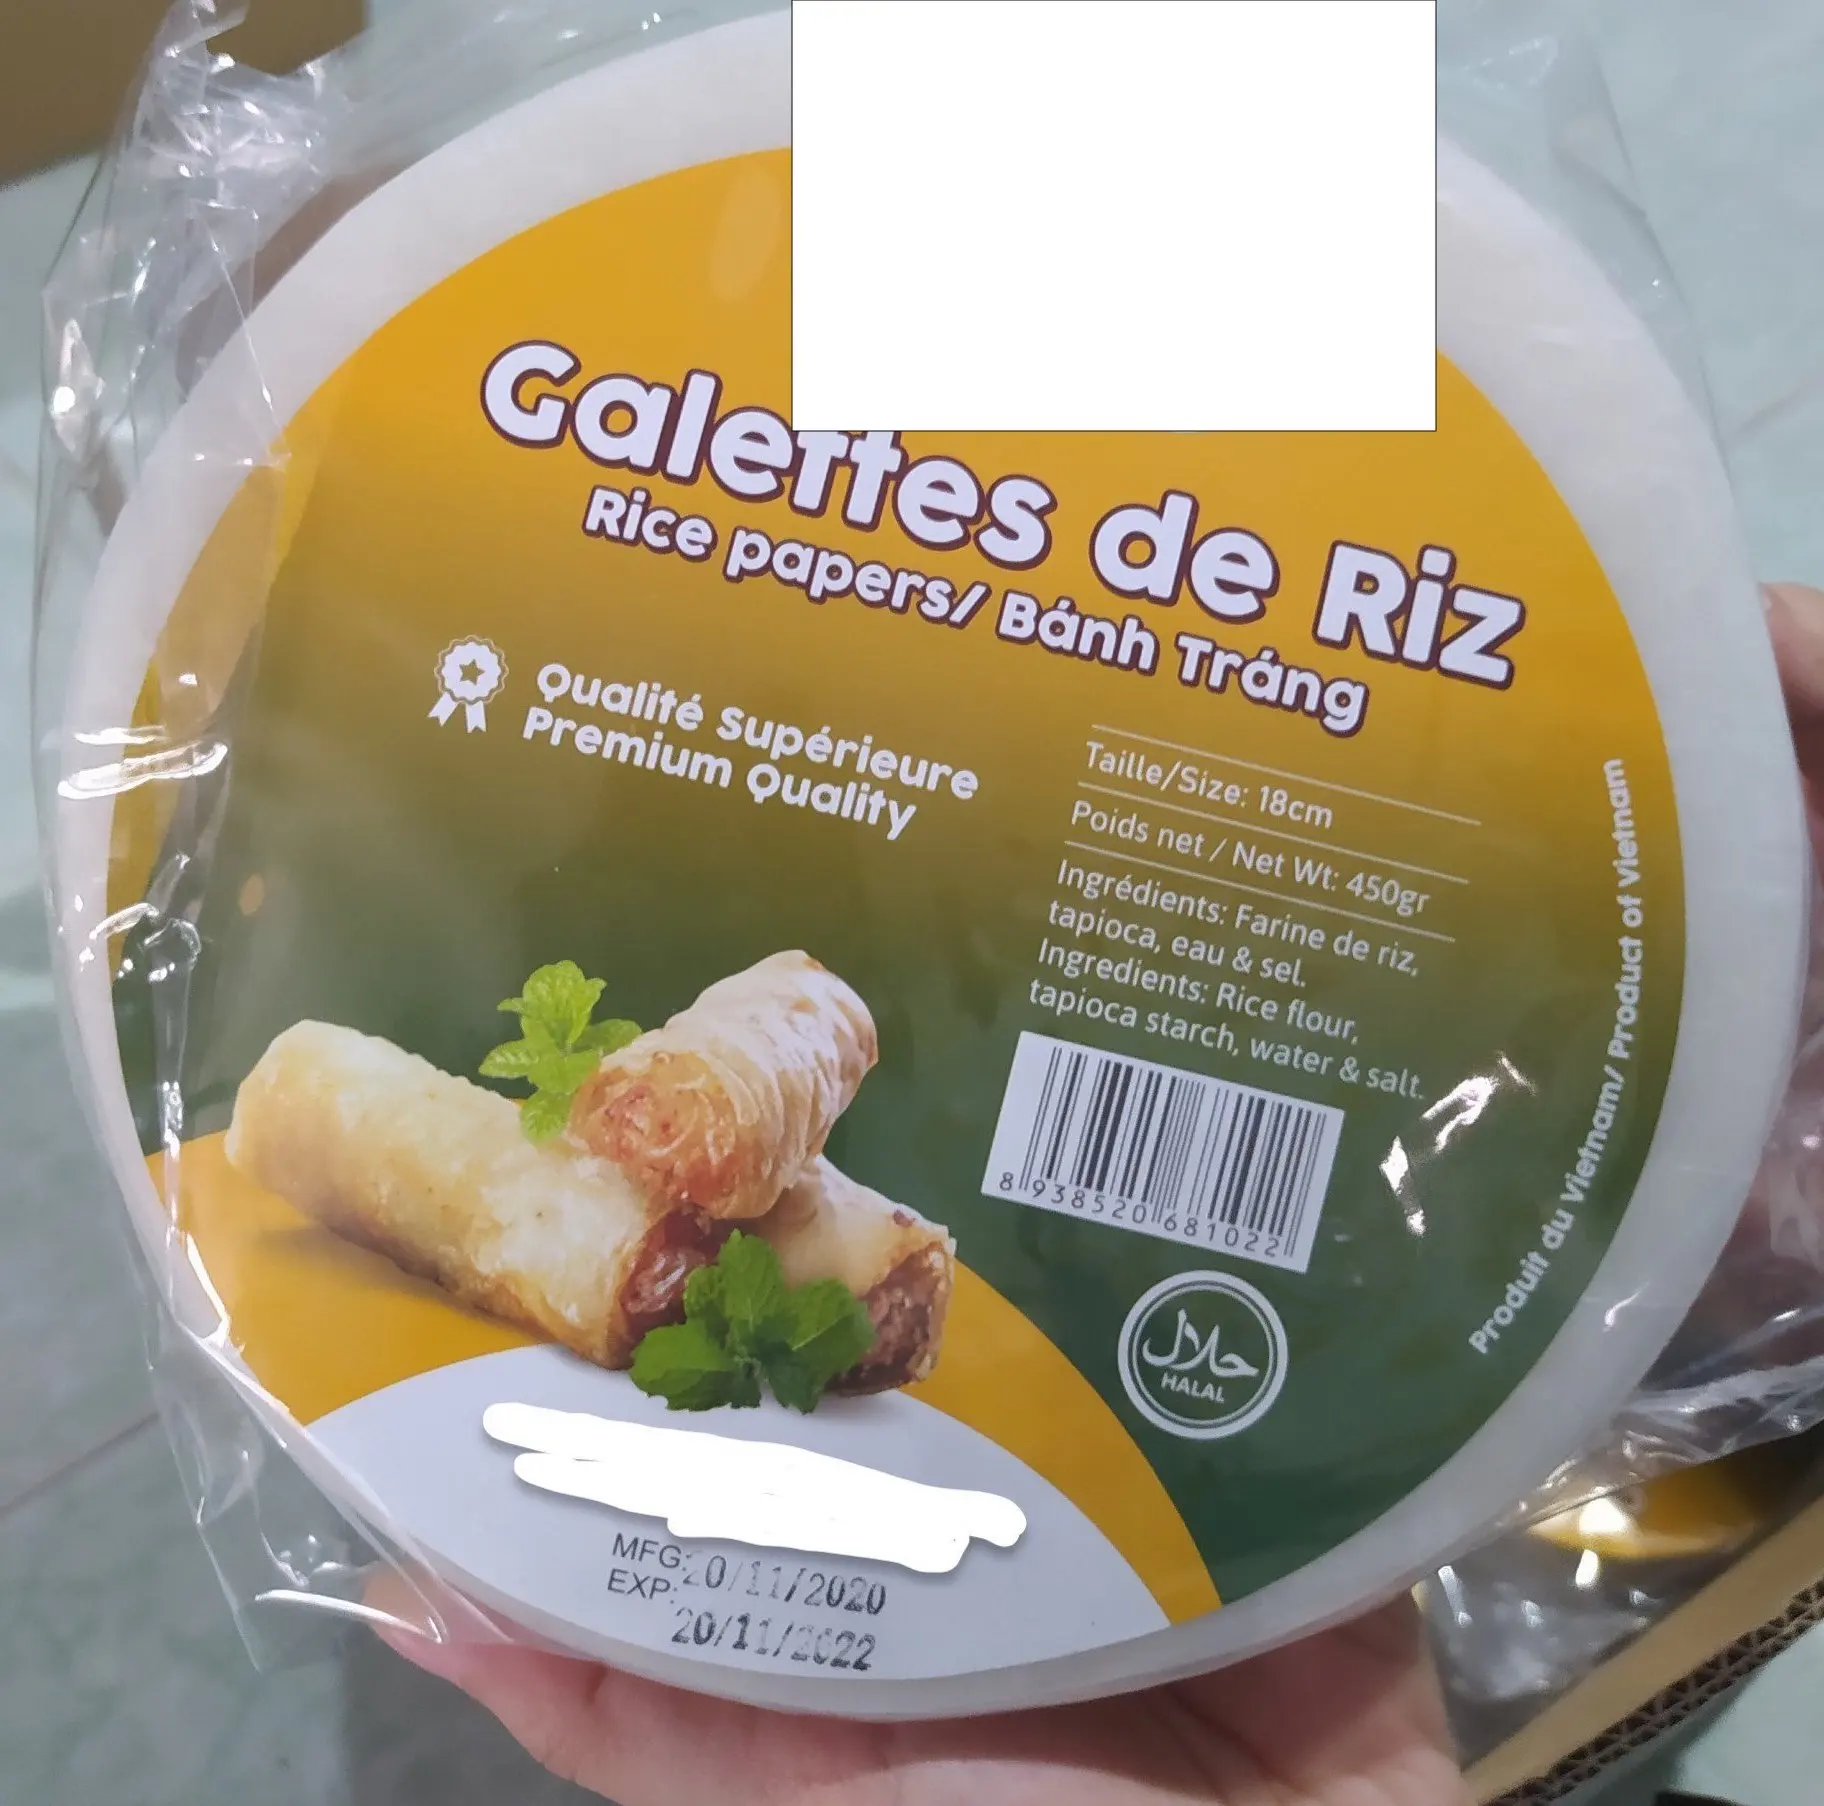 Galettes de Riz
Rice papers/ Bánh Tráng
Qualité Supérieure
Premium Quality
Taille/Size: 18cm
Poids net / Net Wt: 450gr
Ingrédients: Farine de riz,
tapioca, eau & sel.
Ingredients: Rice flour,
tapioca starch, water & salt.
8 938520 681022
حلال
HALAL
Produit du Vietnam/ Product of Vietnam
MFG: 20/11/2020
EXP: 20/11/2022